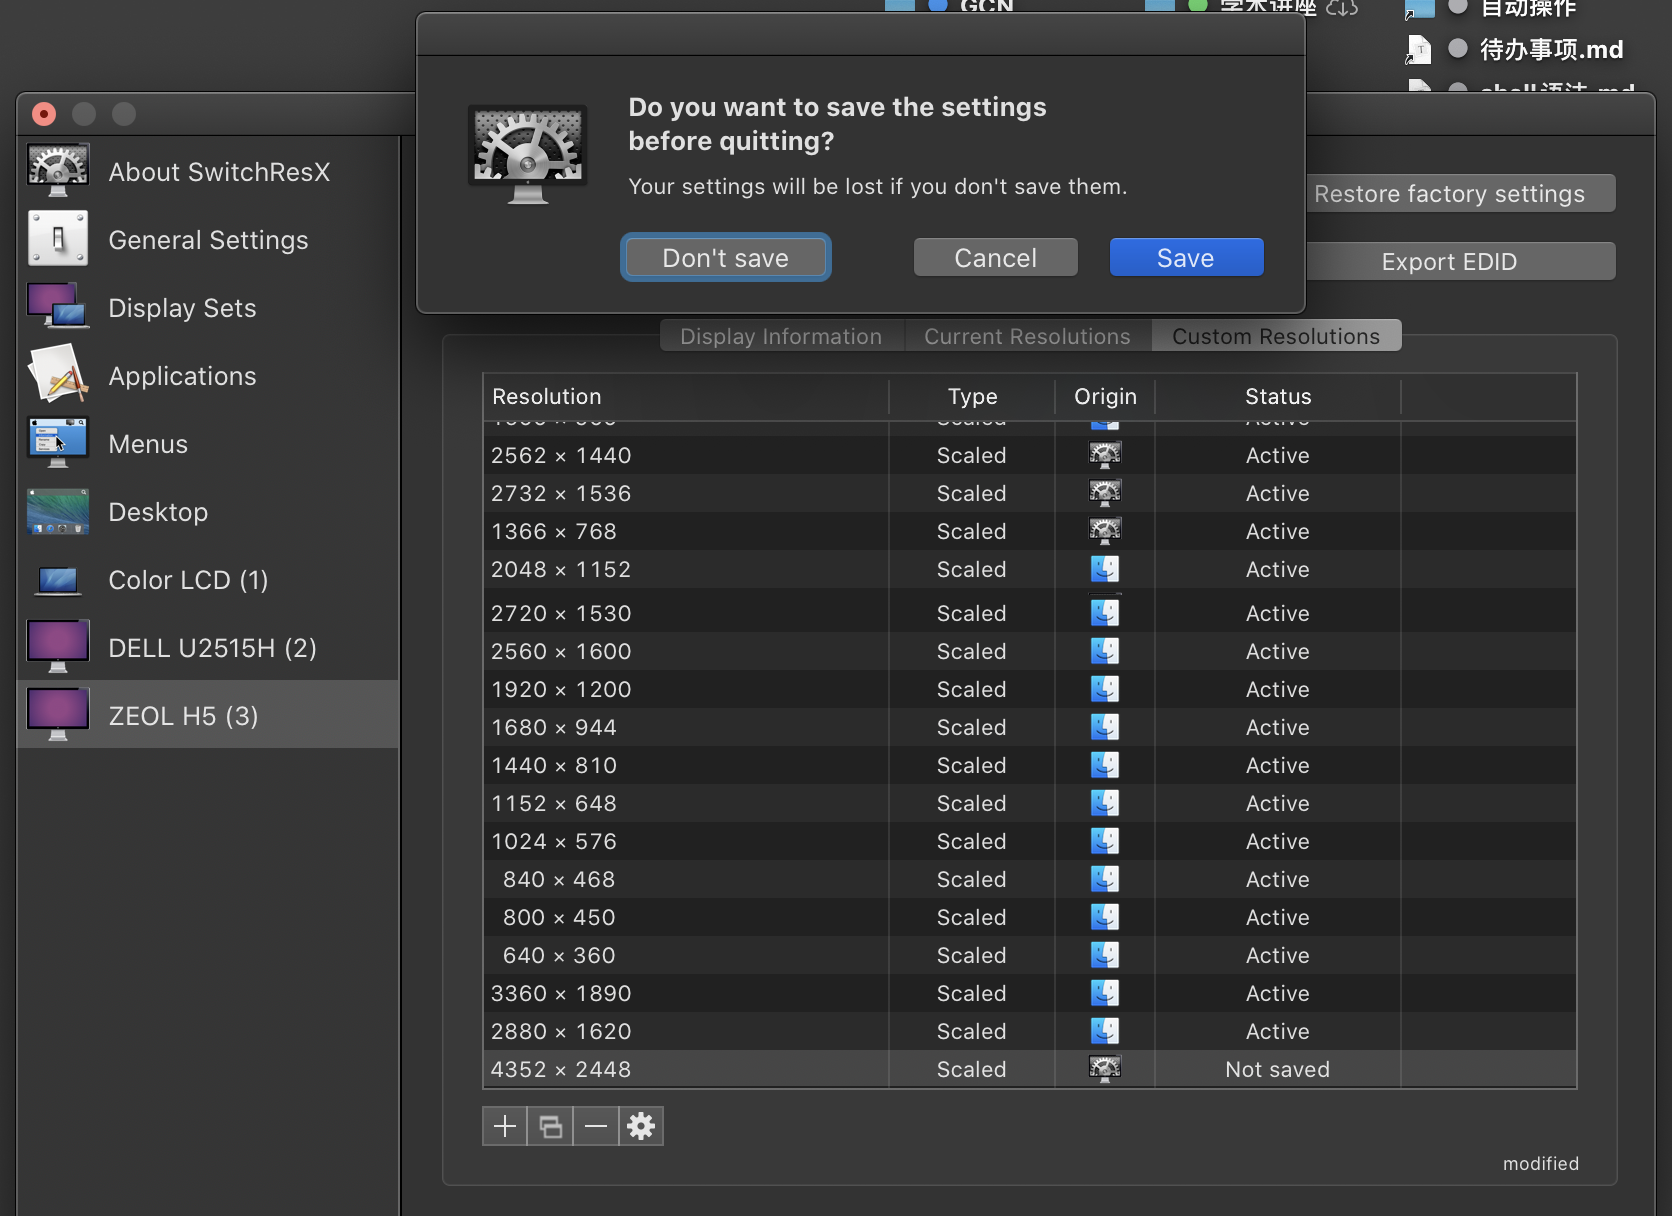 GCN
学术讲座
自动操作
待办事项.md
Do you want to save the settings
before quitting?
Your settings will be lost if you don't save them.
Don't save
Cancel
Save
About SwitchResX
General Settings
Display Sets
Applications
Menus
Desktop
Color LCD (1)
DELL U2515H (2)
ZEOL H5 (3)
Restore factory settings
Export EDID
Display Information
Current Resolutions
Custom Resolutions
Resolution Type Origin Status
2562 × 1440 Scaled Active
2732 × 1536 Scaled Active
1366 × 768 Scaled Active
2048 × 1152 Scaled Active
2720 × 1530 Scaled Active
2560 × 1600 Scaled Active
1920 × 1200 Scaled Active
1680 × 944 Scaled Active
1440 × 810 Scaled Active
1152 × 648 Scaled Active
1024 × 576 Scaled Active
840 × 468 Scaled Active
800 × 450 Scaled Active
640 × 360 Scaled Active
3360 × 1890 Scaled Active
2880 × 1620 Scaled Active
4352 × 2448 Scaled Not saved
modified